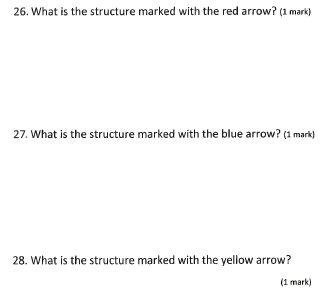 26. What is the structure marked with the red arrow? (1 mark)
27. What is the structure marked with the blue arrow? (1 mark)
28. What is the structure marked with the yellow arrow?
(1 mark)